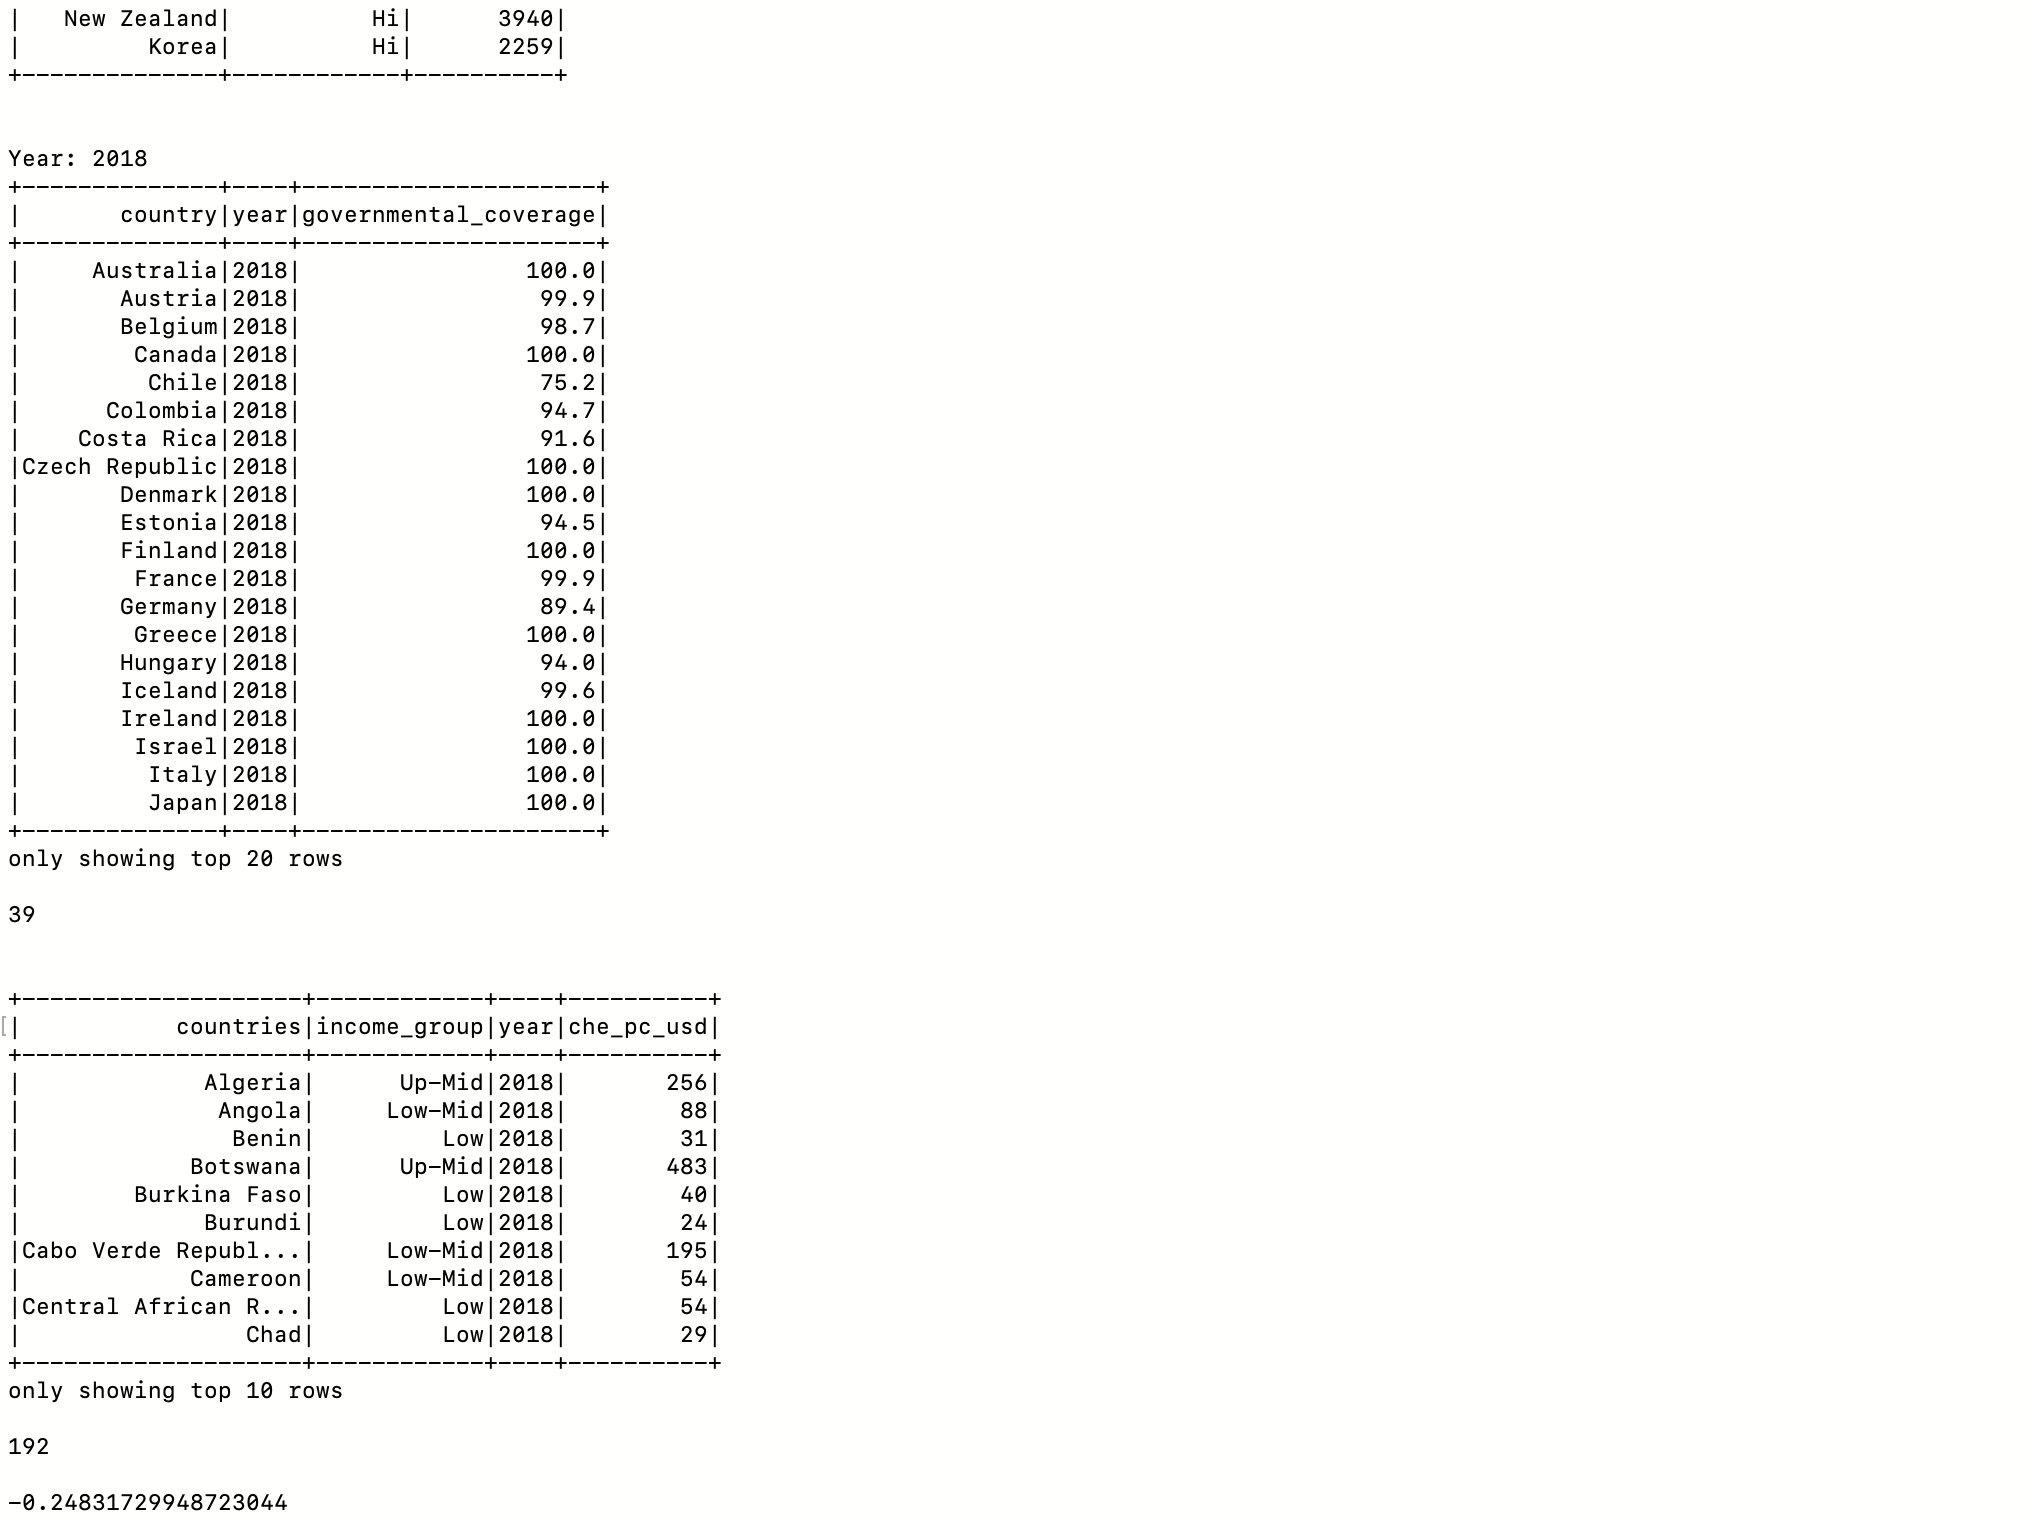 |   New Zealand|          Hi|      3940|
|         Korea|          Hi|      2259|
+--------------+------------+----------+
Year: 2018
+--------------+----+---------------------+
|       country|year|governmental_coverage|
+--------------+----+---------------------+
|     Australia|2018|                100.0|
|       Austria|2018|                 99.9|
|       Belgium|2018|                 98.7|
|        Canada|2018|                100.0|
|         Chile|2018|                 75.2|
|      Colombia|2018|                 94.7|
|    Costa Rica|2018|                 91.6|
|Czech Republic|2018|                100.0|
|       Denmark|2018|                100.0|
|       Estonia|2018|                 94.5|
|       Finland|2018|                100.0|
|        France|2018|                 99.9|
|       Germany|2018|                 89.4|
|        Greece|2018|                100.0|
|       Hungary|2018|                 94.0|
|       Iceland|2018|                 99.6|
|       Ireland|2018|                100.0|
|        Israel|2018|                100.0|
|         Italy|2018|                100.0|
|         Japan|2018|                100.0|
+--------------+----+---------------------+
only showing top 20 rows
39
+--------------------+------------+----+----------+
[|           countries|income_group|year|che_pc_usd|
+--------------------+------------+----+----------+
|             Algeria|      Up-Mid|2018|       256|
|              Angola|     Low-Mid|2018|        88|
|               Benin|         Low|2018|        31|
|            Botswana|      Up-Mid|2018|       483|
|        Burkina Faso|         Low|2018|        40|
|             Burundi|         Low|2018|        24|
|Cabo Verde Republ...|     Low-Mid|2018|       195|
|            Cameroon|     Low-Mid|2018|        54|
|Central African R...|         Low|2018|        54|
|                Chad|         Low|2018|        29|
+--------------------+------------+----+----------+
only showing top 10 rows
192
-0.24831729948723044